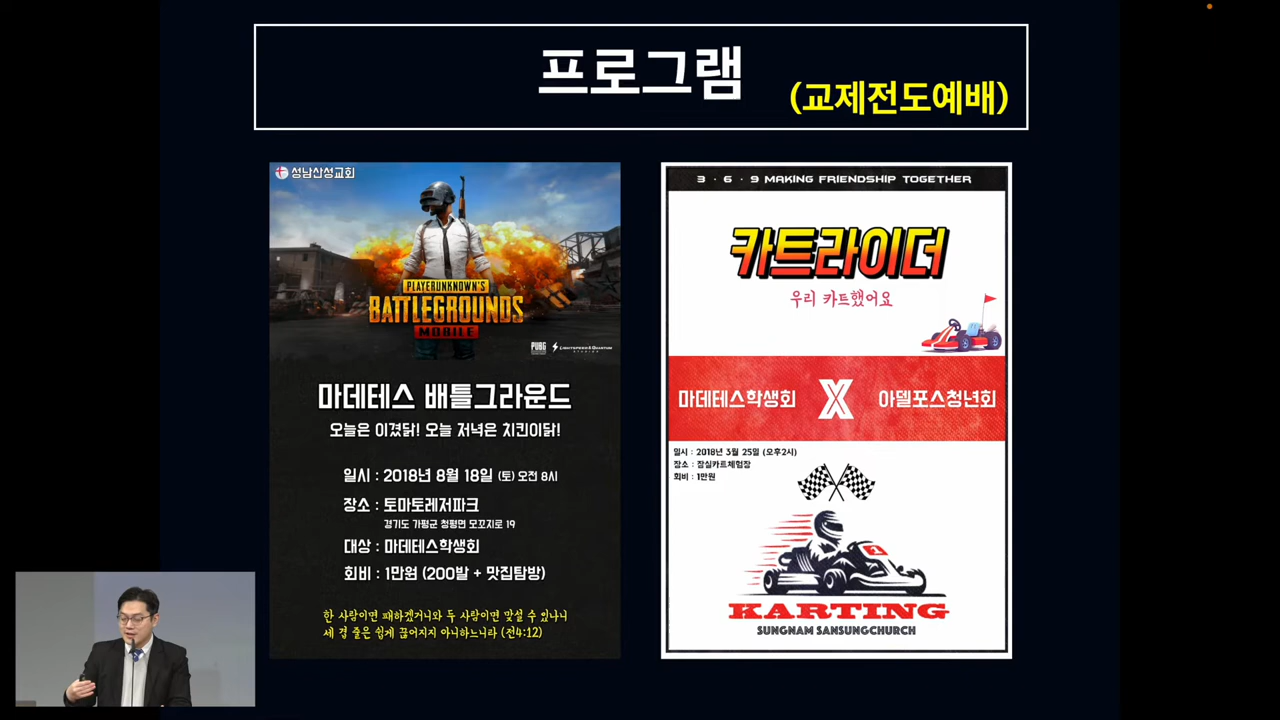 프로그램
(교제전도예배)
성남산성교회
PLAYERUNKNOWN'S
BATTLEGROUNDS
MOBILE
PUBG
LIGHTSPEED & QUANTUM
STUDIOS
마데테스 배틀그라운드
오늘은 이겼닭! 오늘 저녁은 치킨이닭!
일시 : 2018년 8월 18일 (토) 오전 8시
장소 : 토마토레저파크
경기도 가평군 청평면 모꼬지로 19
대상 : 마데테스학생회
회비 : 1만원 (200발 + 맛집탐방)
한 사람이면 패하겠거니와 두 사람이면 맞설 수 있나니
세 겹 줄은 쉽게 끊어지지 아니하느니라 (전4:12)
3 · 6 · 9 MAKING FRIENDSHIP TOGETHER
카트라이더
우리 카트했어요
마데테스학생회 X 아델포스청년회
일시 : 2018년 3월 25일 (오후2시)
장소 : 잠실카트체험장
회비 : 1만원
1
KARTING
SUNGNAM SANSUNGCHURCH